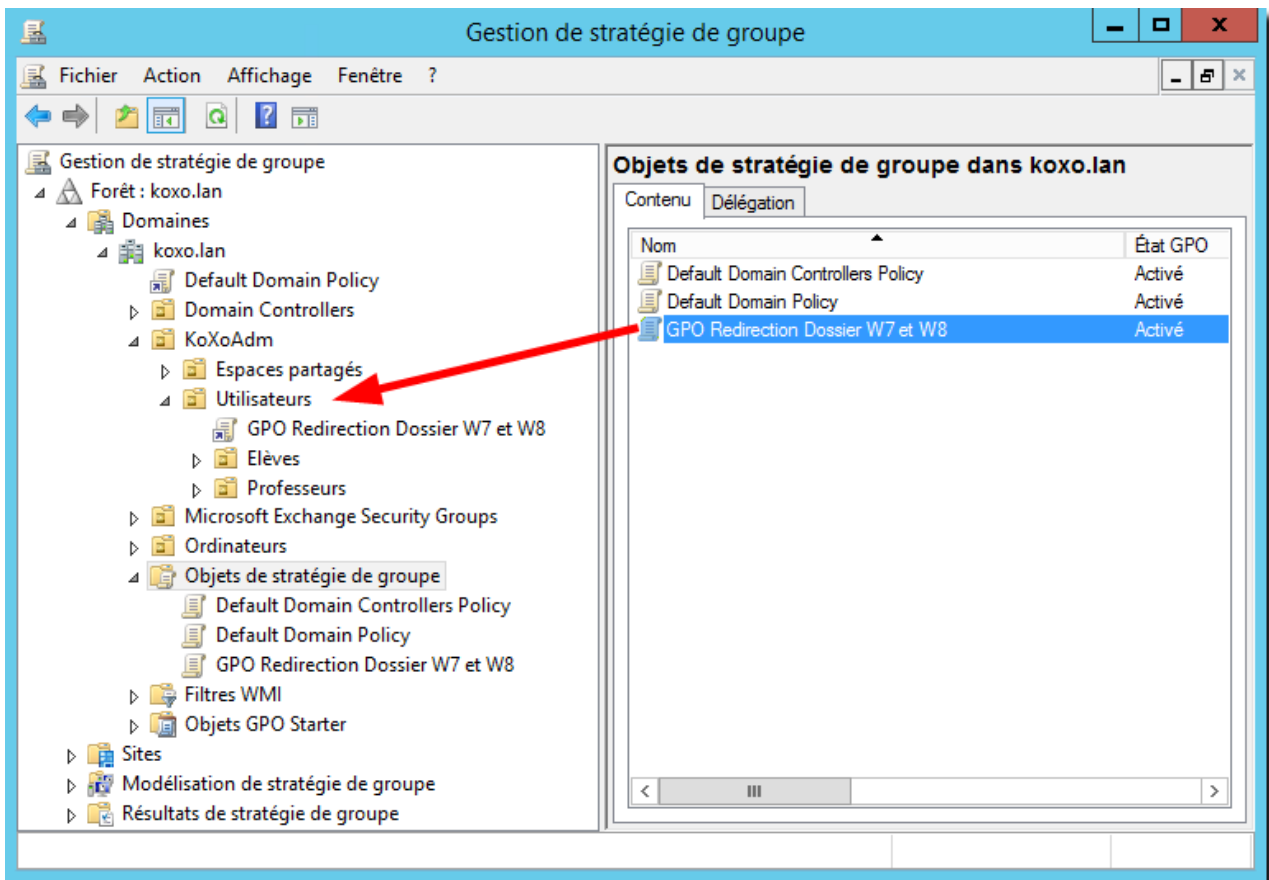 Gestion de stratégie de groupe
Fichier Action Affichage Fenêtre ?
Gestion de stratégie de groupe
Forêt : koxo.lan
Domaines
koxo.lan
Default Domain Policy
Domain Controllers
KoXoAdm
Espaces partagés
Utilisateurs
GPO Redirection Dossier W7 et W8
Elèves
Professeurs
Microsoft Exchange Security Groups
Ordinateurs
Objets de stratégie de groupe
Default Domain Controllers Policy
Default Domain Policy
GPO Redirection Dossier W7 et W8
Filtres WMI
Objets GPO Starter
Sites
Modélisation de stratégie de groupe
Résultats de stratégie de groupe
Objets de stratégie de groupe dans koxo.lan
Contenu Délégation
Nom État GPO
Default Domain Controllers Policy Activé
Default Domain Policy Activé
GPO Redirection Dossier W7 et W8 Activé